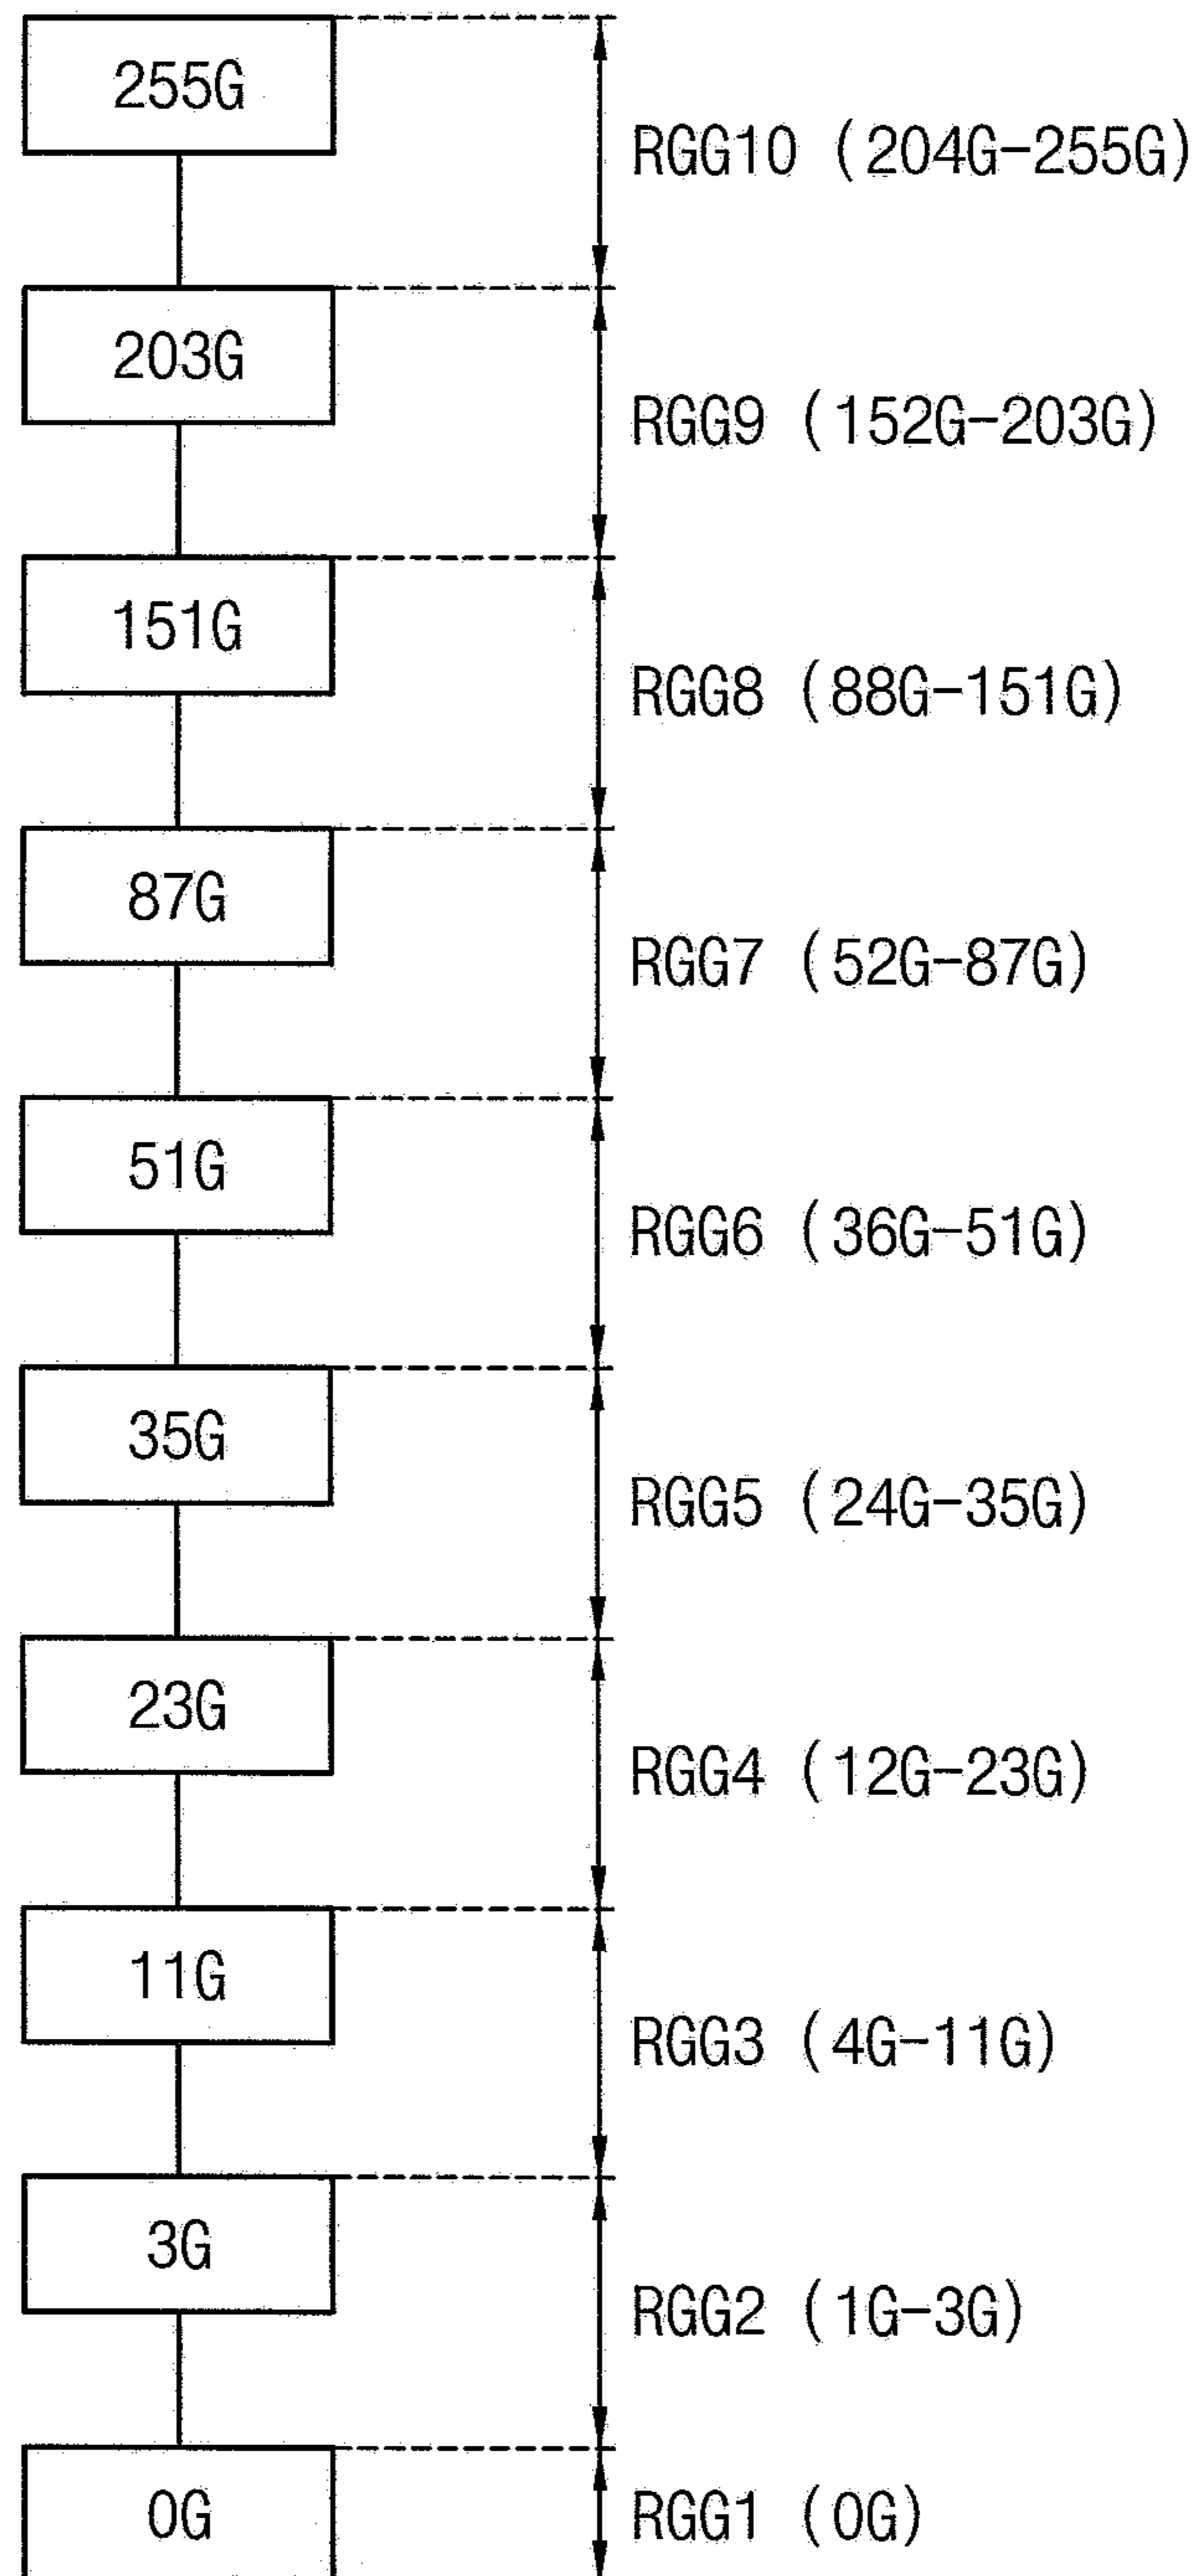 255G
RGG10 (204G-255G)
203G
RGG9 (152G-203G)
151G
RGG8 (88G-151G)
87G
RGG7 (52G-87G)
51G
RGG6 (36G-51G)
35G
RGG5 (24G-35G)
23G
RGG4 (12G-23G)
11G
RGG3 (4G-11G)
3G
RGG2 (1G-3G)
0G
RGG1 (0G)